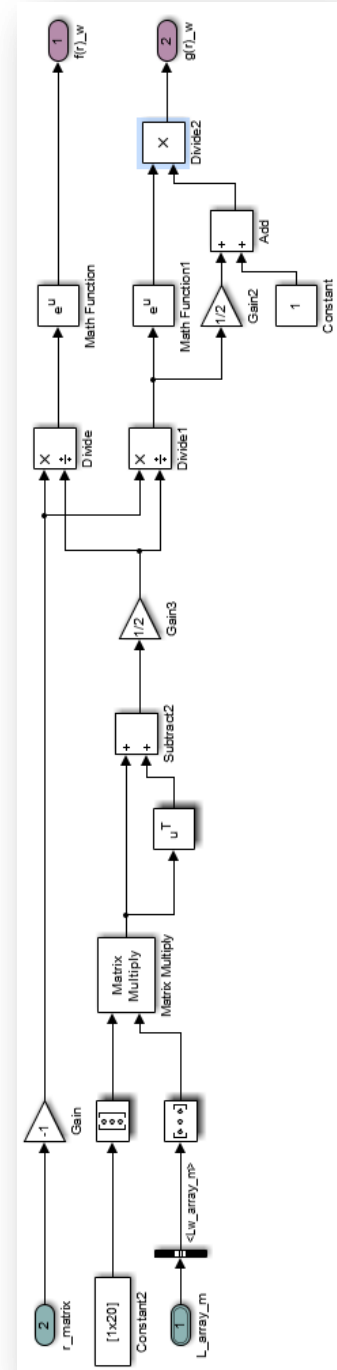 2
r_matrix
-1
Gain
[1x20]
Constant2
1
L_array_m
<Lw_array_m>
Matrix
Multiply
Matrix Multiply
u^T
+
+
Subtract2
1/2
Gain3
×
÷
Divide
×
÷
Divide1
e^u
Math Function
e^u
Math Function1
1/2
Gain2
1
Constant
+
+
Add
×
Divide2
1
f(r)_w
2
g(r)_w